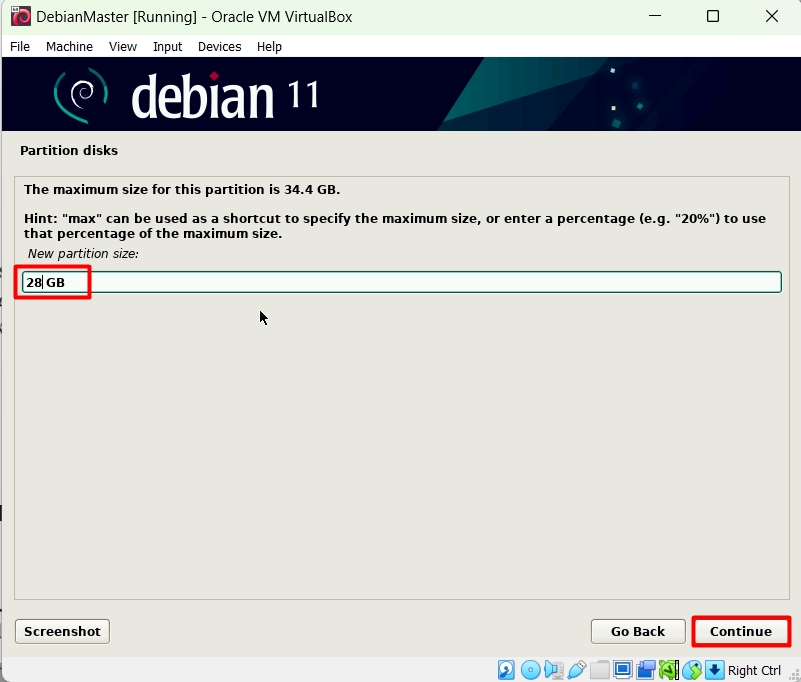 DebianMaster [Running] - Oracle VM VirtualBox
File Machine View Input Devices Help
debian 11
Partition disks
The maximum size for this partition is 34.4 GB.
Hint: "max" can be used as a shortcut to specify the maximum size, or enter a percentage (e.g. "20%") to use
that percentage of the maximum size.
New partition size:
28 GB
Screenshot Go Back Continue
Right Ctrl